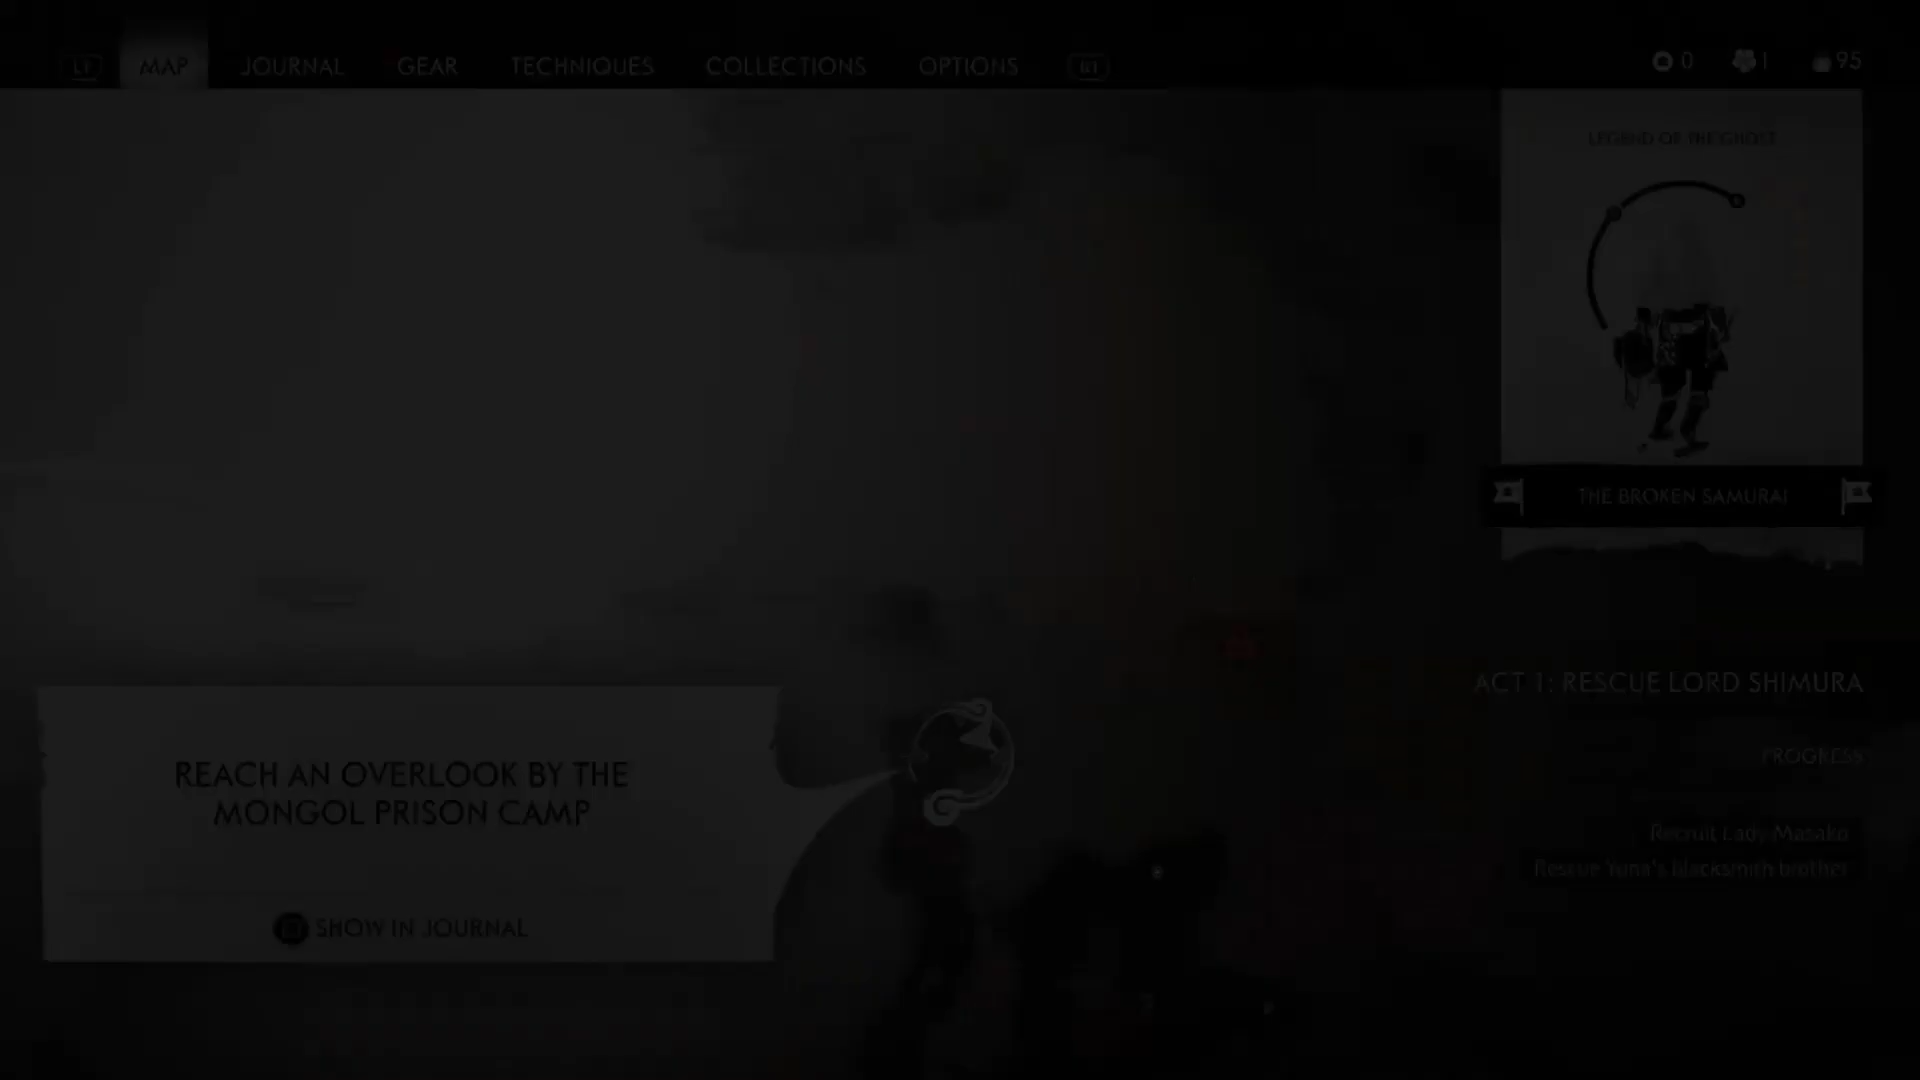 MAP JOURNAL GEAR TECHNIQUES COLLECTIONS OPTIONS
0 1 95
LEGEND OF THE GHOST
THE BROKEN SAMURAI
ACT 1: RESCUE LORD SHIMURA
PROGRESS
Recruit Lady Masako
Rescue Yuna's blacksmith brother
REACH AN OVERLOOK BY THE
MONGOL PRISON CAMP
SHOW IN JOURNAL